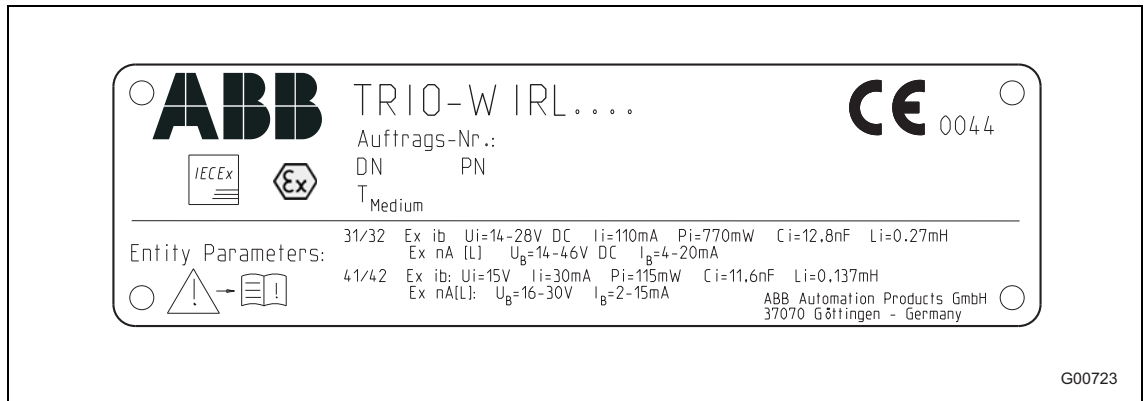 ABB TRIO-WIRL.... CE 0044
Auftrags-Nr.:
IECEx Ex DN PN
T Medium
Entity Parameters:
31/32 Ex ib Ui=14-28V DC Ii=110mA Pi=770mW Ci=12,8nF Li=0.27mH
Ex nA [L] UB=14-46V DC IB=4-20mA
41/42 Ex ib: Ui=15V Ii=30mA Pi=115mW Ci=11,6nF Li=0,137mH
Ex nA[L]: UB=16-30V IB=2-15mA
!
!
ABB Automation Products GmbH
37070 Göttingen - Germany
G00723